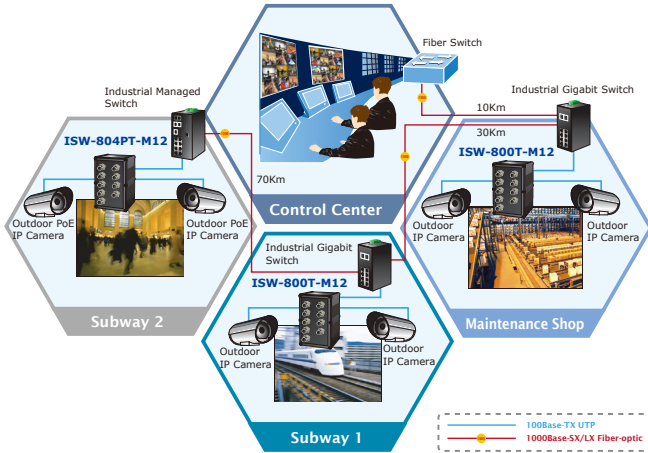 Fiber Switch
Industrial Managed
Switch
Industrial Gigabit Switch
10Km
30Km
ISW-804PT-M12
ISW-800T-M12
70Km
Control Center
Outdoor PoE
IP Camera
Outdoor PoE
IP Camera
Outdoor
IP Camera
Outdoor
IP Camera
Industrial Gigabit
Switch
ISW-800T-M12
Subway 2
Maintenance Shop
Outdoor
IP Camera
Outdoor
IP Camera
Subway 1
100Base-TX UTP
1000Base-SX/LX Fiber-optic